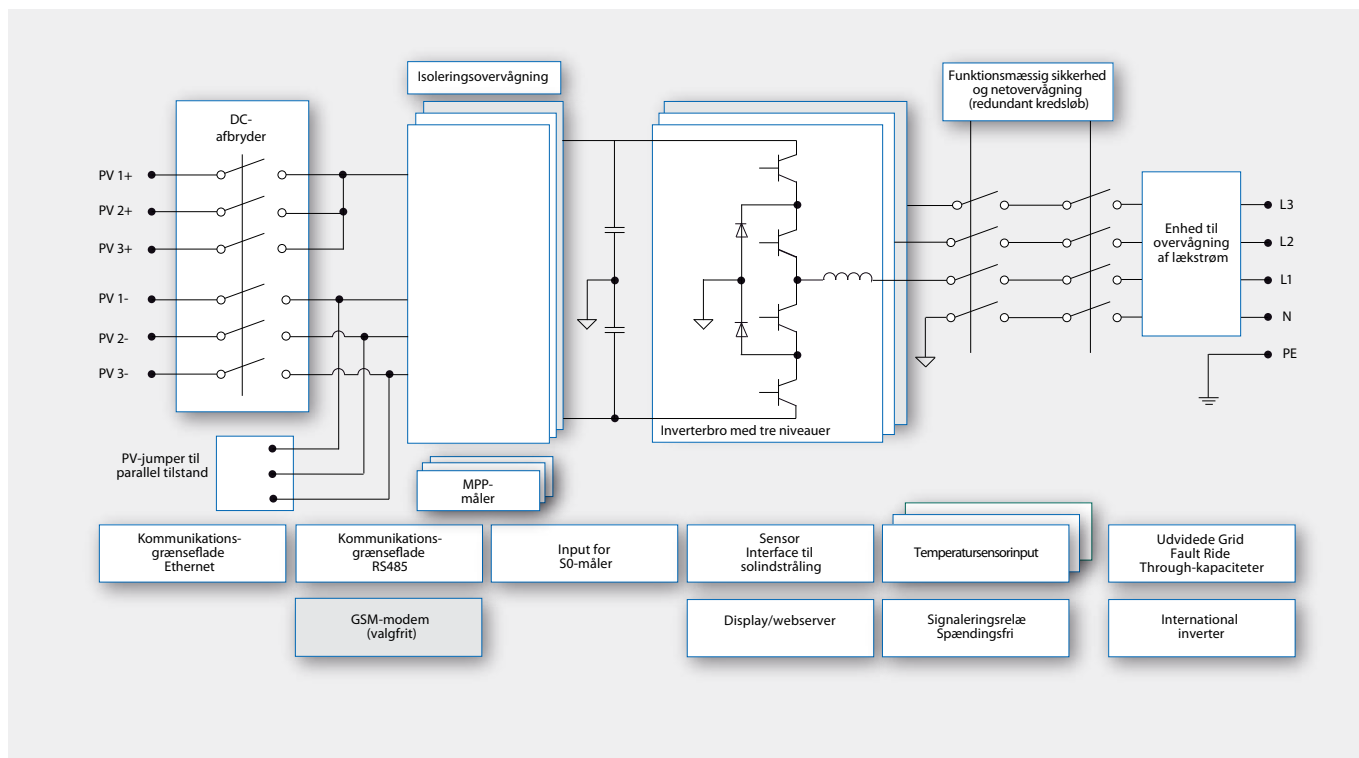 Isoleringsovervågning
Funktionsmæssig sikkerhed
og netovervågning
(redundant kredsløb)
DC-
afbryder
PV 1+
PV 2+
PV 3+
PV 1-
PV 2-
PV 3-
Enhed til
overvågning
af lækstrøm
L3
L2
L1
N
PE
Inverterbro med tre niveauer
PV-jumper til
parallel tilstand
MPP-
måler
Kommunikations-
grænseflade
Ethernet
Kommunikations-
grænseflade
RS485
Input for
S0-måler
Sensor
Interface til
solindstråling
Temperatursensorinput
Udvidede Grid
Fault Ride
Through-kapaciteter
GSM-modem
(valgfrit)
Display/webserver
Signaleringsrelæ
Spændingsfri
International
inverter